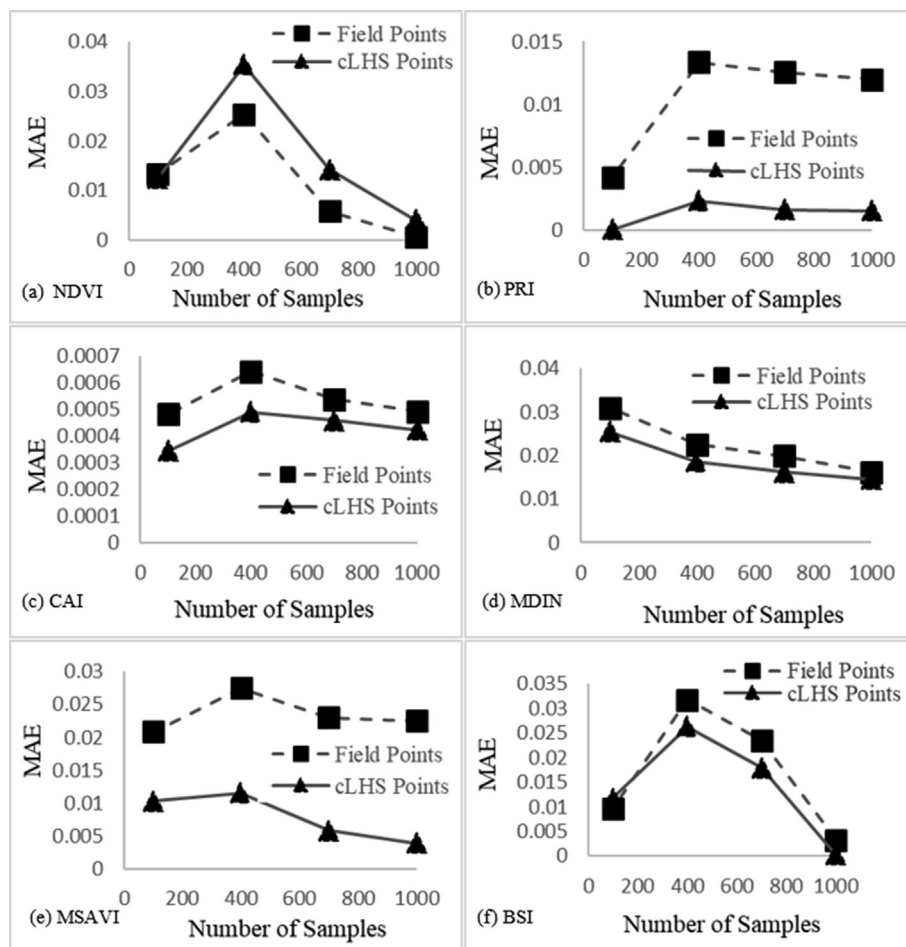 Field Points
cLHS Points
0.04
0.03
0.02
0.01
0
MAE
0 200 400 600 800 1000
Number of Samples
(a) NDVI
Field Points
cLHS Points
0.015
0.01
0.005
0
MAE
0 200 400 600 800 1000
Number of Samples
(b) PRI
0.0007
0.0006
0.0005
0.0004
0.0003
0.0002
0.0001
0
MAE
Field Points
cLHS Points
0 200 400 600 800 1000
Number of Samples
(c) CAI
0.04
0.03
0.02
0.01
0
MAE
Field Points
cLHS Points
0 200 400 600 800 1000
Number of Samples
(d) MDIN
0.03
0.025
0.02
0.015
0.01
0.005
0
MAE
Field Points
cLHS Points
0 200 400 600 800 1000
Number of Samples
(e) MSAVI
0.035
0.03
0.025
0.02
0.015
0.01
0.005
0
MAE
Field Points
cLHS Points
0 200 400 600 800 1000
Number of Samples
(f) BSI